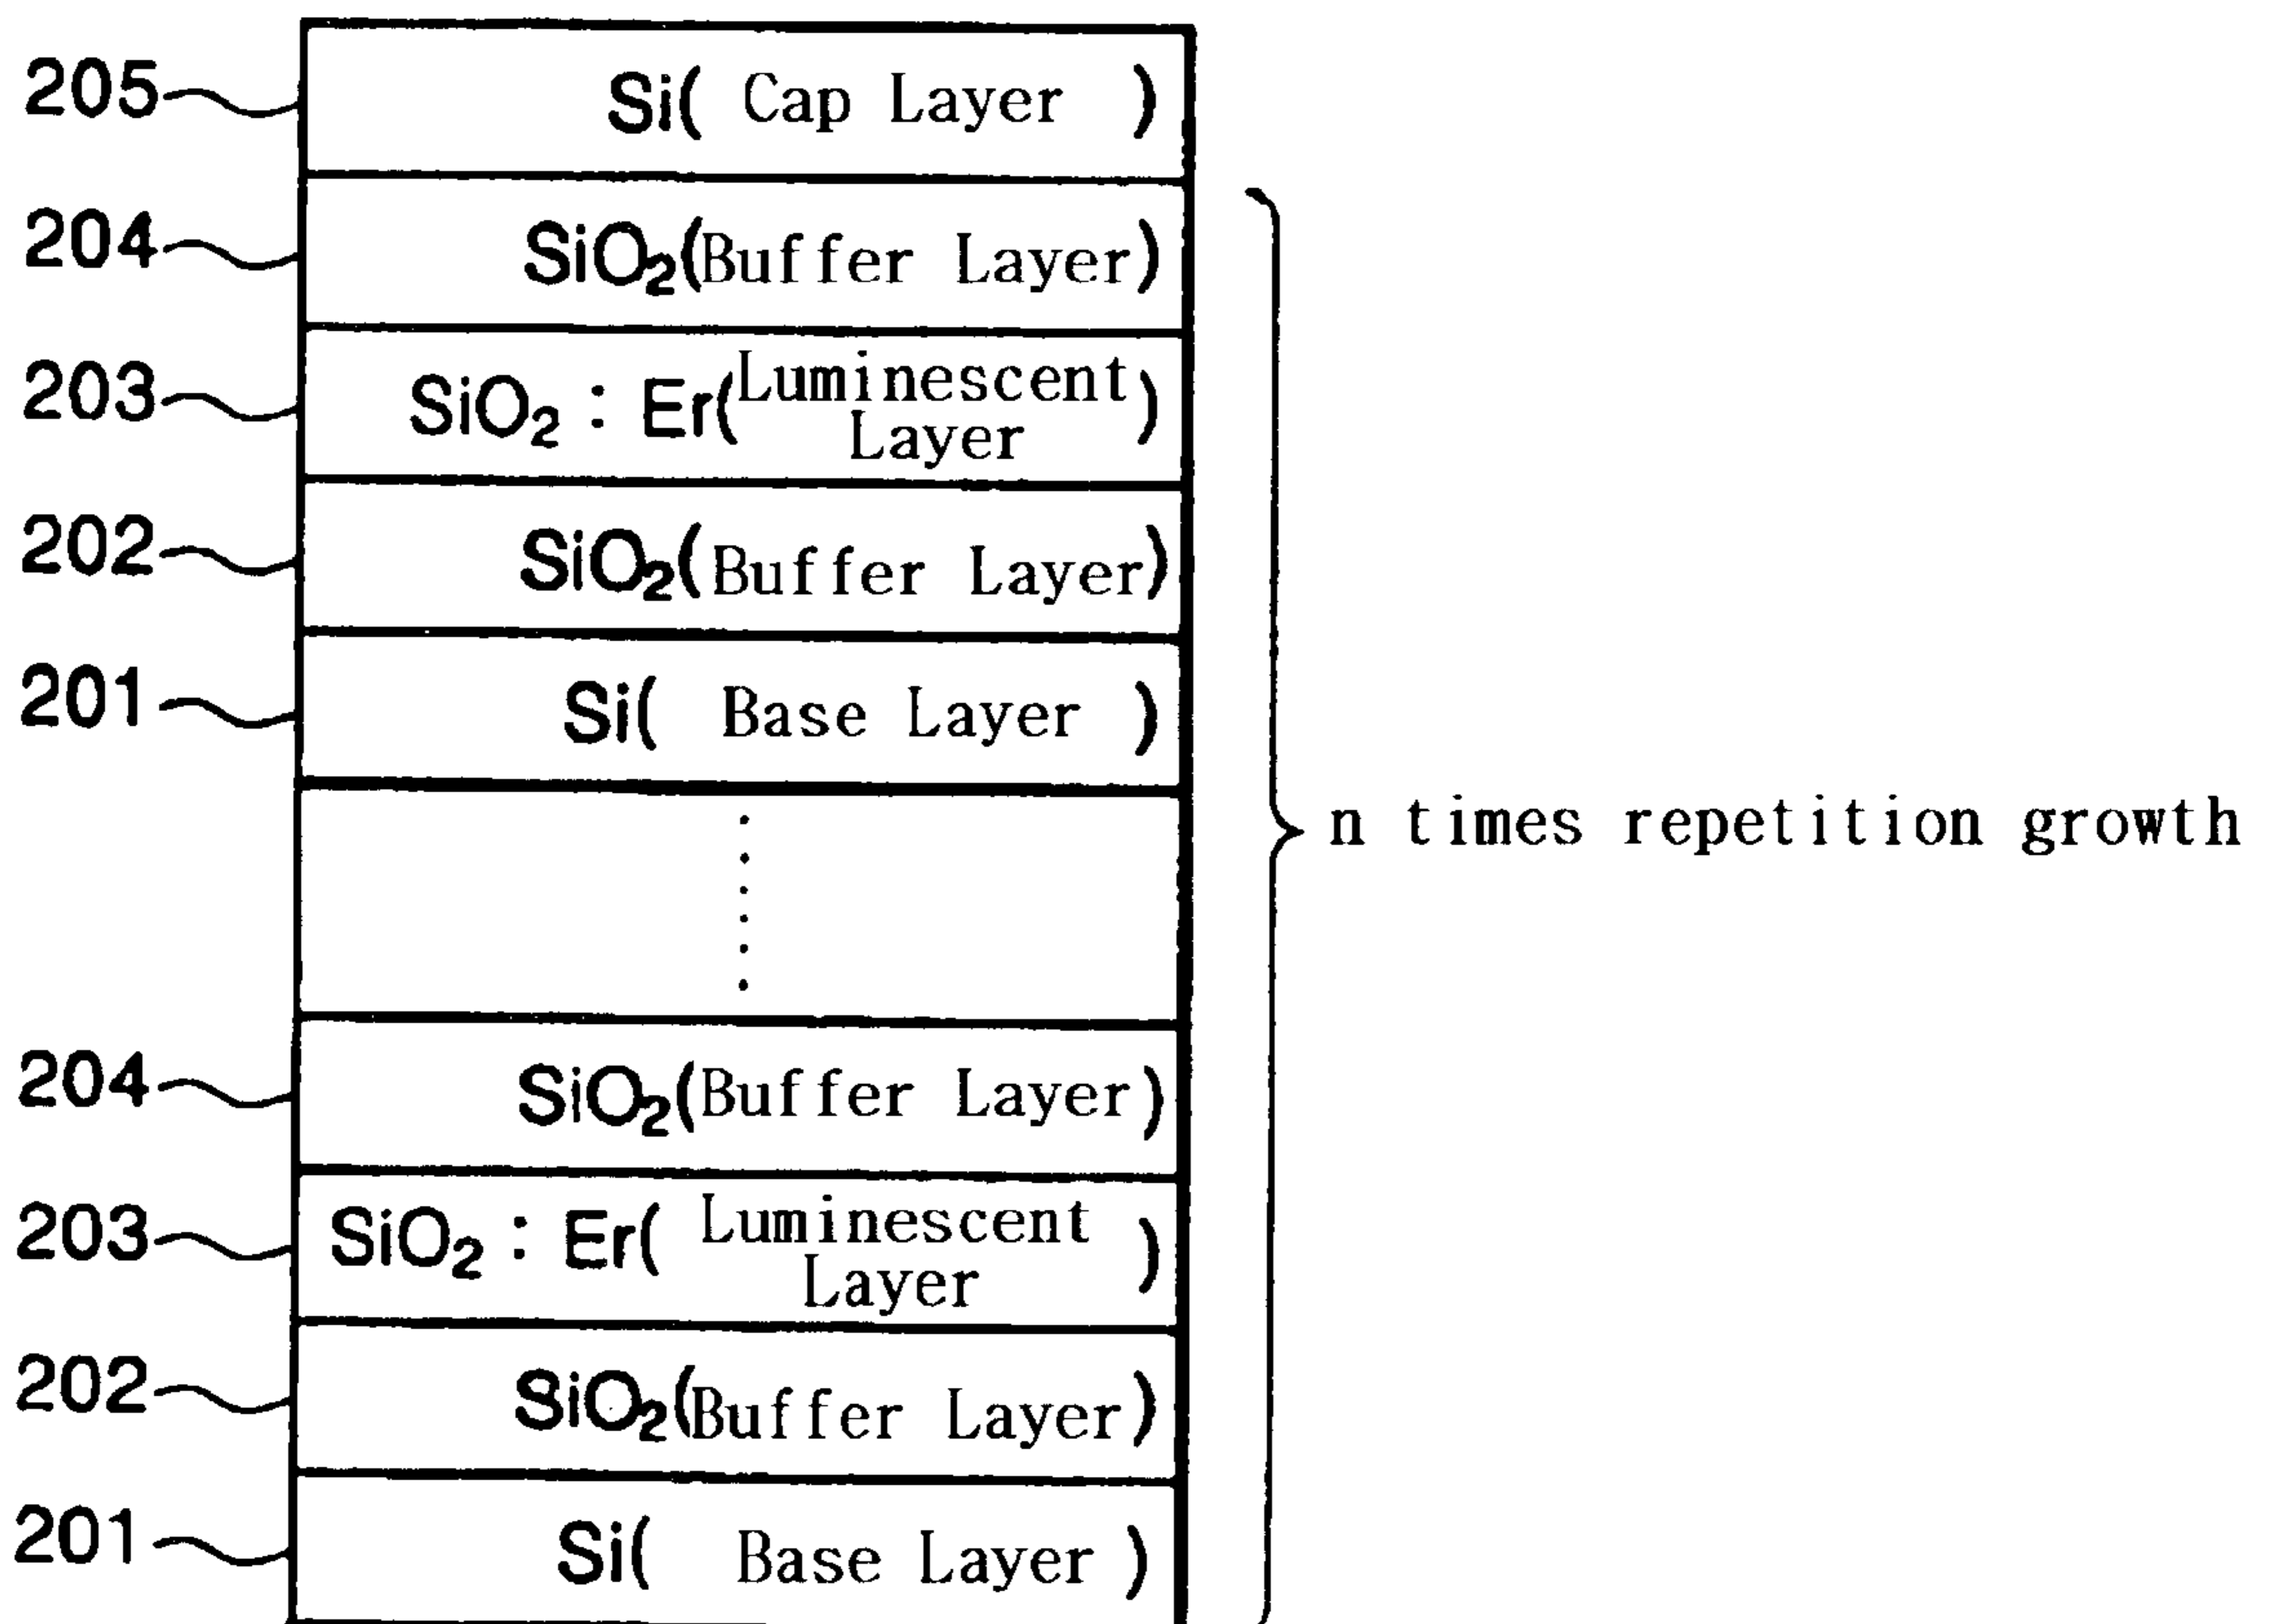 205 Si( Cap Layer )
204 SiO₂(Buffer Layer)
203 SiO₂ : Er(Luminescent
Layer)
202 SiO₂(Buffer Layer)
201 Si( Base Layer )
n times repetition growth
204 SiO₂(Buffer Layer)
203 SiO₂ : Er( Luminescent
Layer )
202 SiO₂(Buffer Layer)
201 Si( Base Layer )